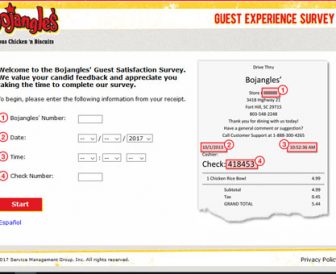 Bojangles'
GUEST EXPERIENCE SURVEY
ous Chicken 'n Biscuits
Welcome to the Bojangles' Guest Satisfaction Survey.
We value your candid feedback and appreciate you
taking the time to complete our survey.
To begin, please enter the following information from your receipt.
1 Bojangles' Number:
2 Date:
-- / -- / 2017
3 Time:
-- : -- --
4 Check Number:
Start
Español
Drive Thru
Bojangles'
Store: 1
3418 Highway 21
Fort Mill, SC 29715
803-548-2248
Thank you for dining with us today!
Have a general comment or suggestion?
Call Customer Support at 1-888-300-4265
10/1/2013 2 3 10:52:36 AM
Cashier:
Check: 418453 4
1 Chicken Rice Bowl 4.99
Subtotal 4.99
Tax 0.45
GRAND TOTAL 5.44
2017 Service Management Group, Inc. All rights reserved.
Privacy Policy